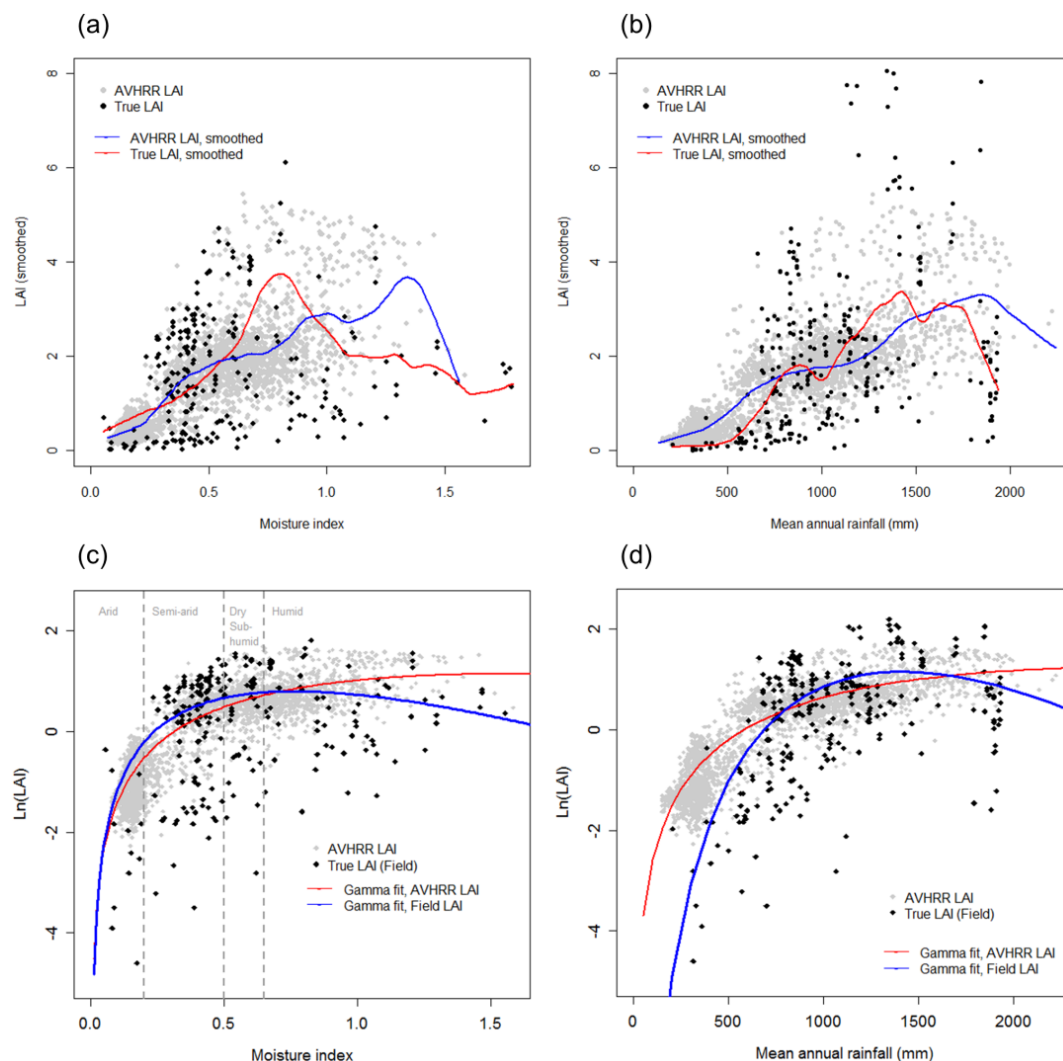 (a)
8
6
4
2
0
LAI (smoothed)
AVHRR LAI
True LAI
AVHRR LAI, smoothed
True LAI, smoothed
0.0 0.5 1.0 1.5
Moisture index
(b)
8
6
4
2
0
LAI (smoothed)
AVHRR LAI
True LAI
AVHRR LAI, smoothed
True LAI, smoothed
0 500 1000 1500 2000
Mean annual rainfall (mm)
(c)
2
0
-2
-4
Ln(LAI)
Arid Semi-arid Dry Humid
Sub-
humid
AVHRR LAI
True LAI (Field)
Gamma fit, AVHRR LAI
Gamma fit, Field LAI
0.0 0.5 1.0 1.5
Moisture index
(d)
2
0
-2
-4
Ln(LAI)
AVHRR LAI
True LAI (Field)
Gamma fit, AVHRR LAI
Gamma fit, Field LAI
0 500 1000 1500 2000
Mean annual rainfall (mm)